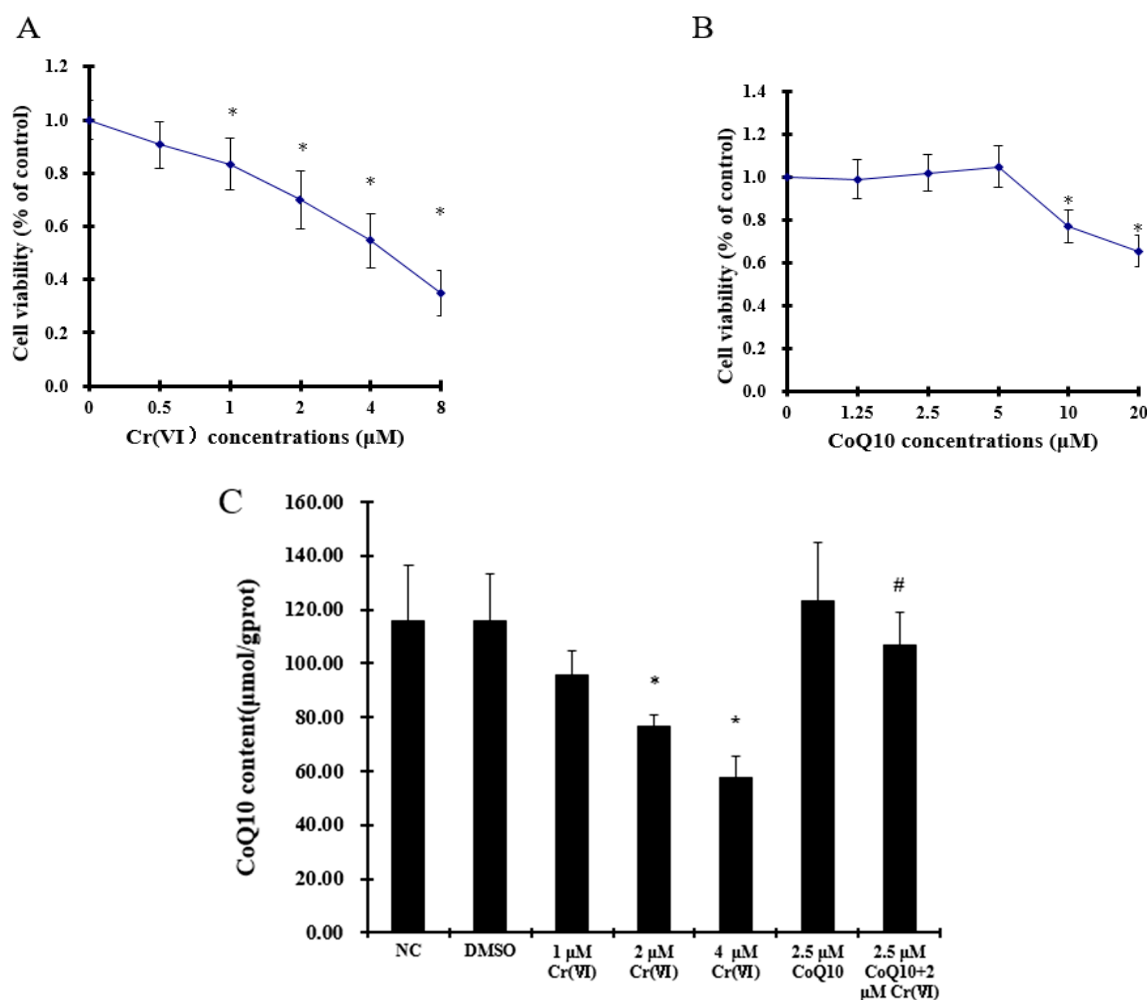 A
Cell viability (% of control)
1.2
1.0
0.8
0.6
0.4
0.2
0.0
* * * *
0 0.5 1 2 4 8
Cr(VI） concentrations (μM)
B
Cell viability (% of control)
1.4
1.2
1.0
0.8
0.6
0.4
0.2
0.0
* *
0 1.25 2.5 5 10 20
CoQ10 concentrations (μM)
C
CoQ10 content(μmol/gprot)
160.00
140.00
120.00
100.00
80.00
60.00
40.00
20.00
0.00
* * #
NC
DMSO
1 μM
Cr(VI)
2 μM
Cr(VI)
4 μM
Cr(VI)
2.5 μM
CoQ10
2.5 μM
CoQ10+2
μM Cr(VI)